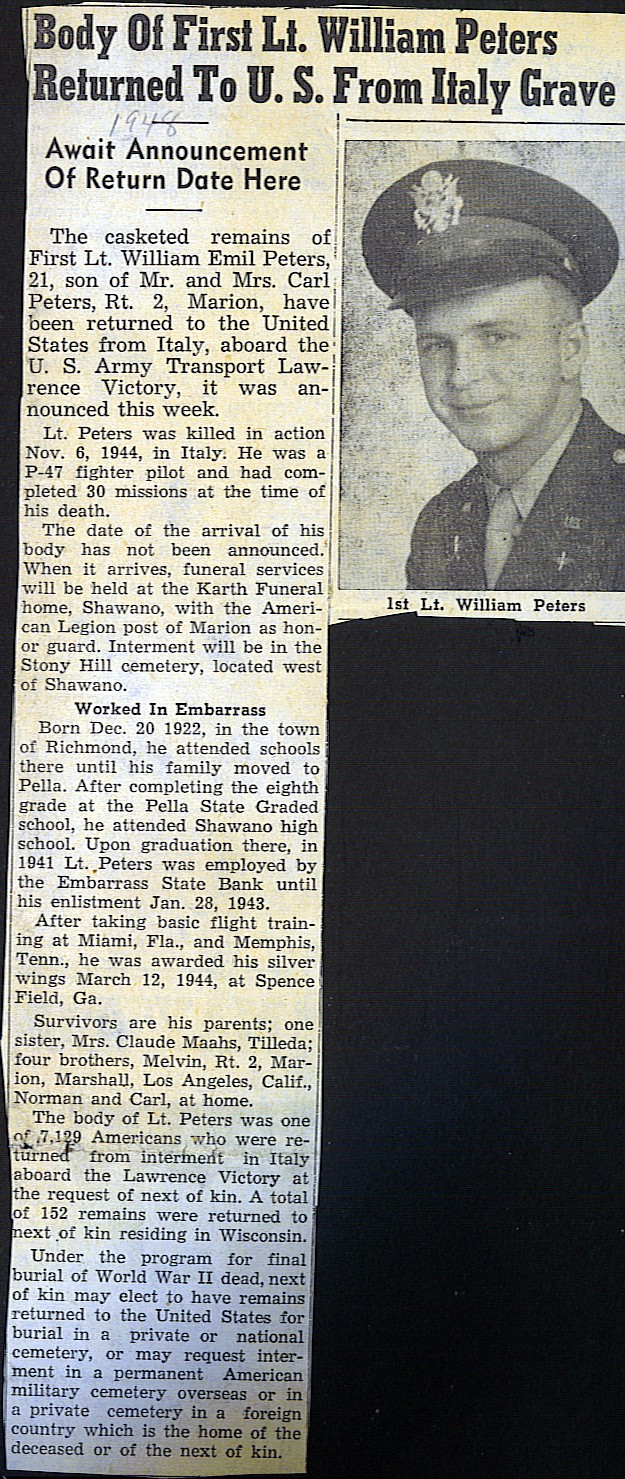 Body Of First Lt. William Peters
Returned To U. S. From Italy Grave
1948
Await Announcement
Of Return Date Here
The casketed remains of
First Lt. William Emil Peters,
21, son of Mr. and Mrs. Carl
Peters, Rt. 2, Marion, have
been returned to the United
States from Italy, aboard the
U. S. Army Transport Law-
rence Victory, it was an-
nounced this week.
Lt. Peters was killed in action
Nov. 6, 1944, in Italy. He was a
P-47 fighter pilot and had com-
pleted 30 missions at the time of
his death.
The date of the arrival of his
body has not been announced.
When it arrives, funeral services
will be held at the Karth Funeral
home, Shawano, with the Ameri-
can Legion post of Marion as hon-
or guard. Interment will be in the
Stony Hill cemetery, located west
of Shawano.
Worked In Embarrass
Born Dec. 20 1922, in the town
of Richmond, he attended schools
there until his family moved to
Pella. After completing the eighth
grade at the Pella State Graded
school, he attended Shawano high
school. Upon graduation there, in
1941 Lt. Peters was employed by
the Embarrass State Bank until
his enlistment Jan. 28, 1943.
After taking basic flight train-
ing at Miami, Fla., and Memphis,
Tenn., he was awarded his silver
wings March 12, 1944, at Spence
Field, Ga.
Survivors are his parents; one
sister, Mrs. Claude Maahs, Tilleda;
four brothers, Melvin, Rt. 2, Mar-
ion, Marshall, Los Angeles, Calif.,
Norman and Carl, at home.
The body of Lt. Peters was one
of 7,129 Americans who were re-
turned from interment in Italy
aboard the Lawrence Victory at
the request of next of kin. A total
of 152 remains were returned to
next of kin residing in Wisconsin.
Under the program for final
burial of World War II dead, next
of kin may elect to have remains
returned to the United States for
burial in a private or national
cemetery, or may request inter-
ment in a permanent American
military cemetery overseas or in
a private cemetery in a foreign
country which is the home of the
deceased or of the next of kin.
1st Lt. William Peters